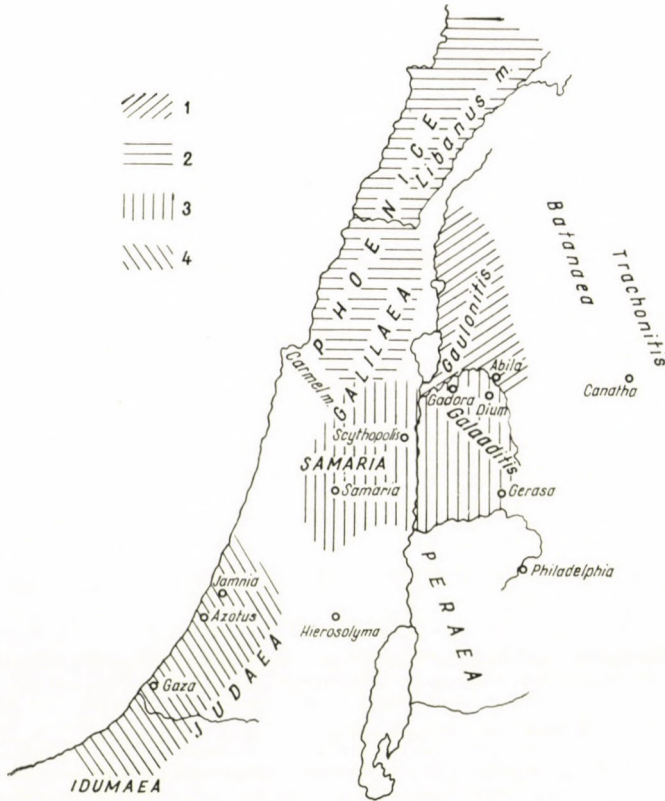 1
2
3
4
PHOENICE
Libanus m.
GALILAEA
Carmel m.
Gaulonitis
Batanaea
Trachonitis
Abila
Canatha
Gadora
Dium
Galaaditis
Scythopolis
SAMARIA
Samaria
Gerasa
PERAEA
Philadelphia
Jamnia
Azotus
Hierosolyma
JUDAEA
Gaza
IDUMAEA